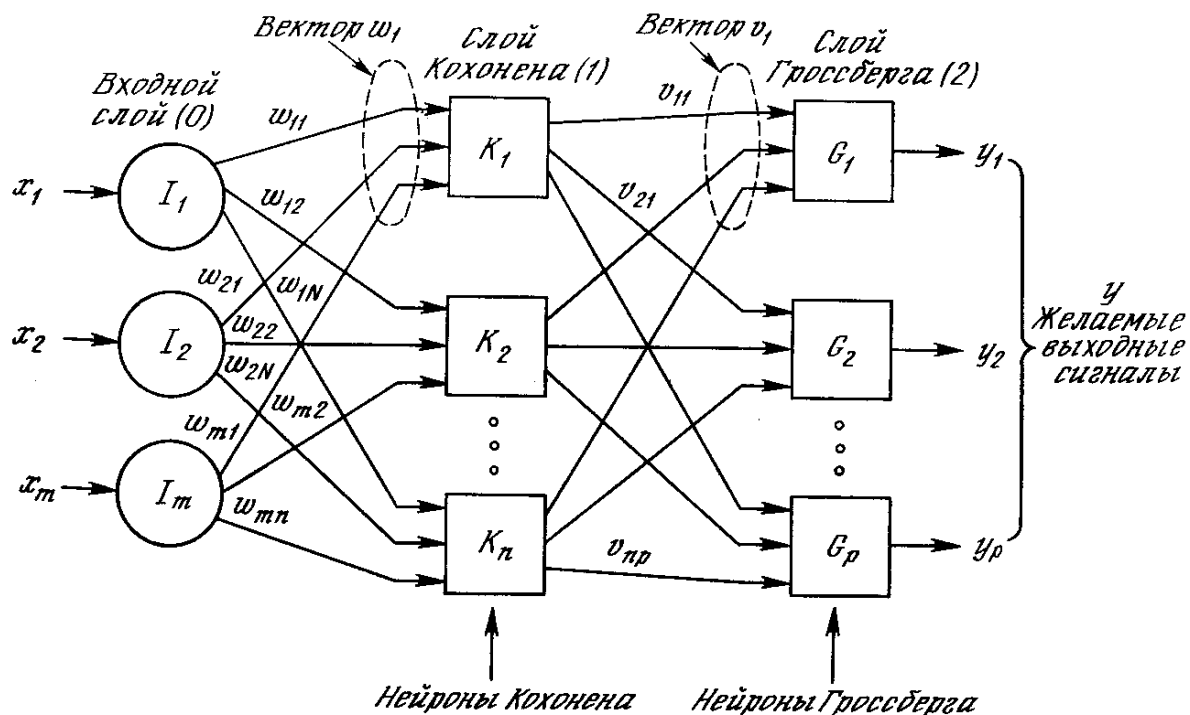 Вектор w₁
Слой
Кохонена (1)
Вектор v₁
Слой
Гроссберга (2)
Входной
слой (0)
w₁₁
v₁₁
x₁
I₁
K₁
G₁
y₁
w₁₂
v₂₁
w₂₁
w₁N
x₂
I₂
w₂₂
K₂
G₂
y₂
y
Желаемые
выходные
сигналы
w₂N
wm2
wm1
xm
Im
wmn
Kn
vnp
Gp
yp
Нейроны Кохонена
Нейроны Гроссберга